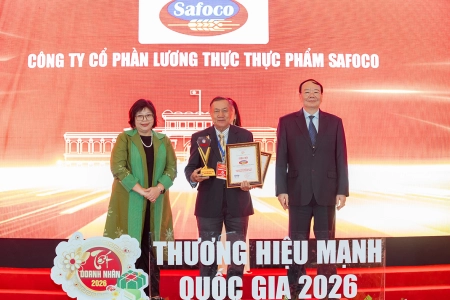 Safoco
CÔNG TY CỔ PHẦN LƯƠNG THỰC THỰC PHẨM SAFOCO
Tết
DOANH NHÂN
2026
THƯƠNG HIỆU MẠNH
QUỐC GIA 2026